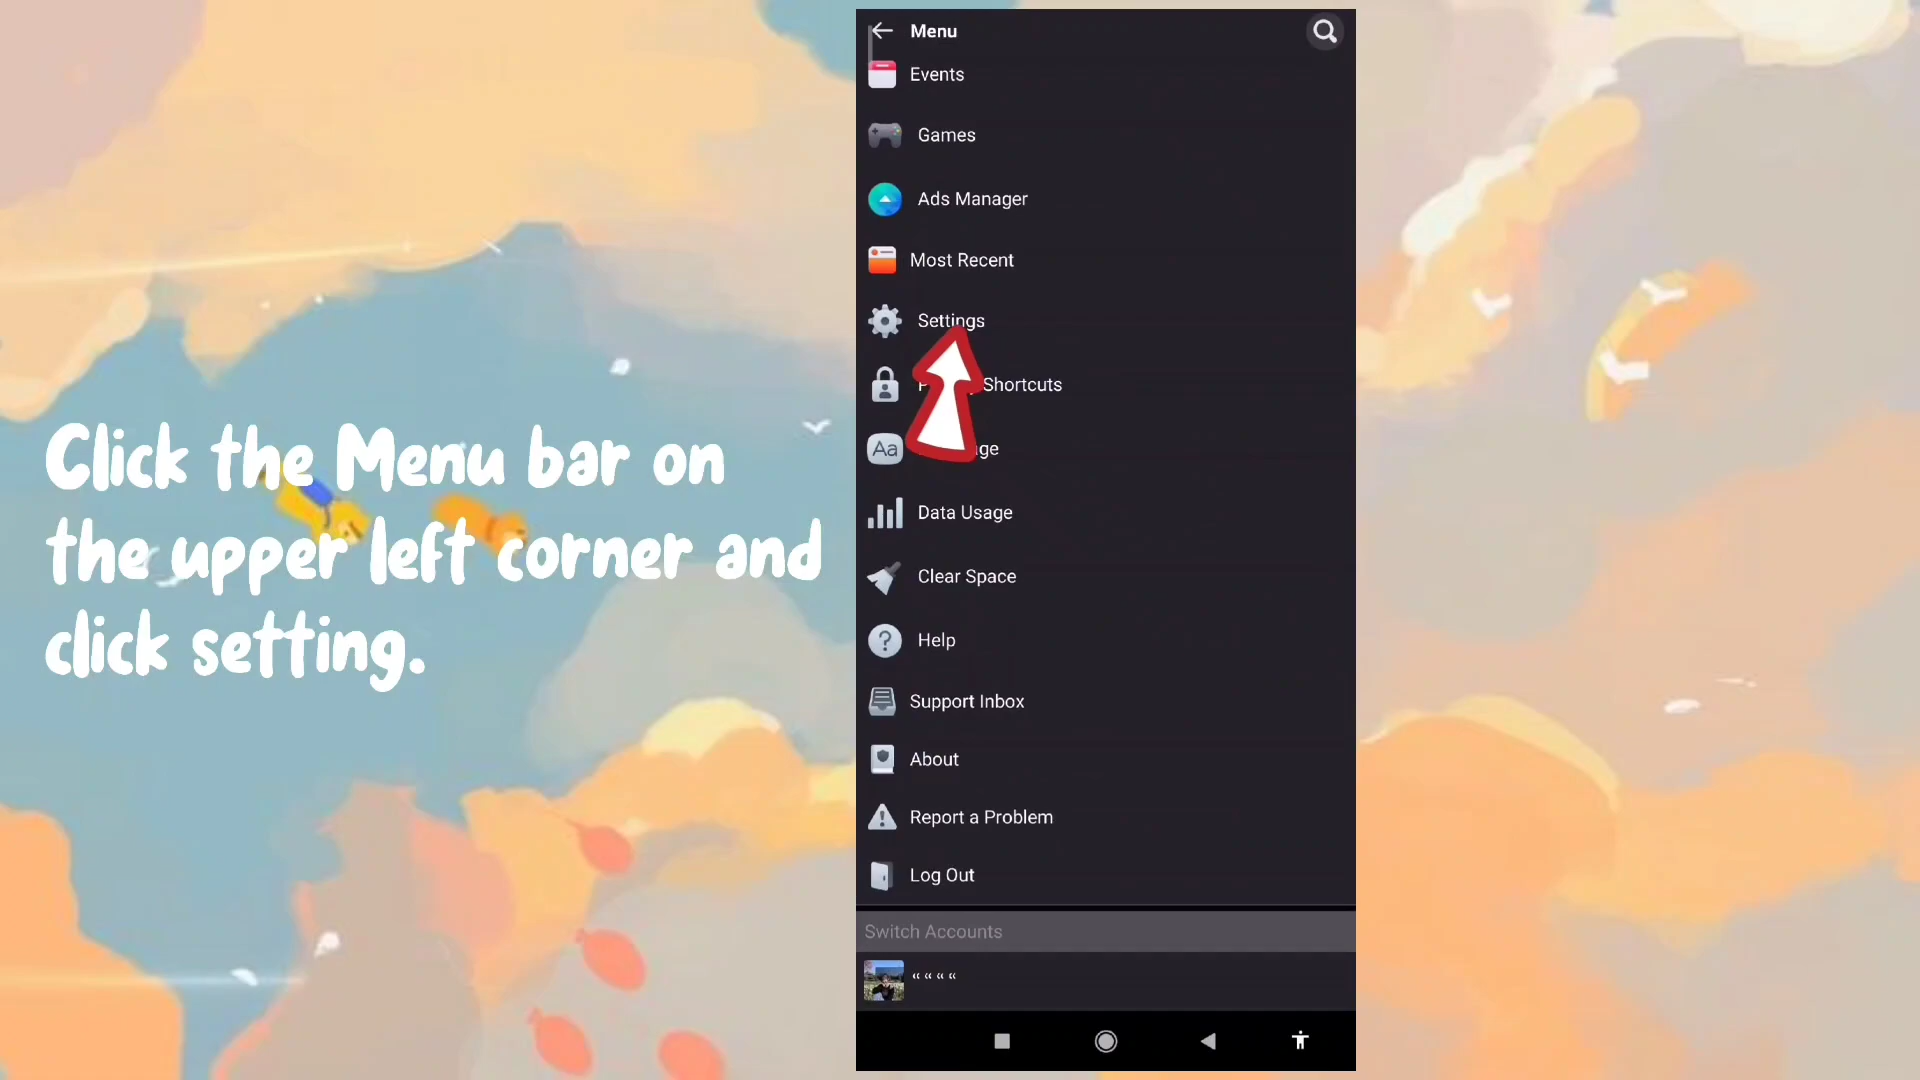 Menu
Events
Games
Ads Manager
Most Recent
Settings
Shortcuts
Aa
Data Usage
Clear Space
Help
Support Inbox
About
Report a Problem
Log Out
Switch Accounts
“ “ “ “
Click the Menu bar on
the upper left corner and
click setting.